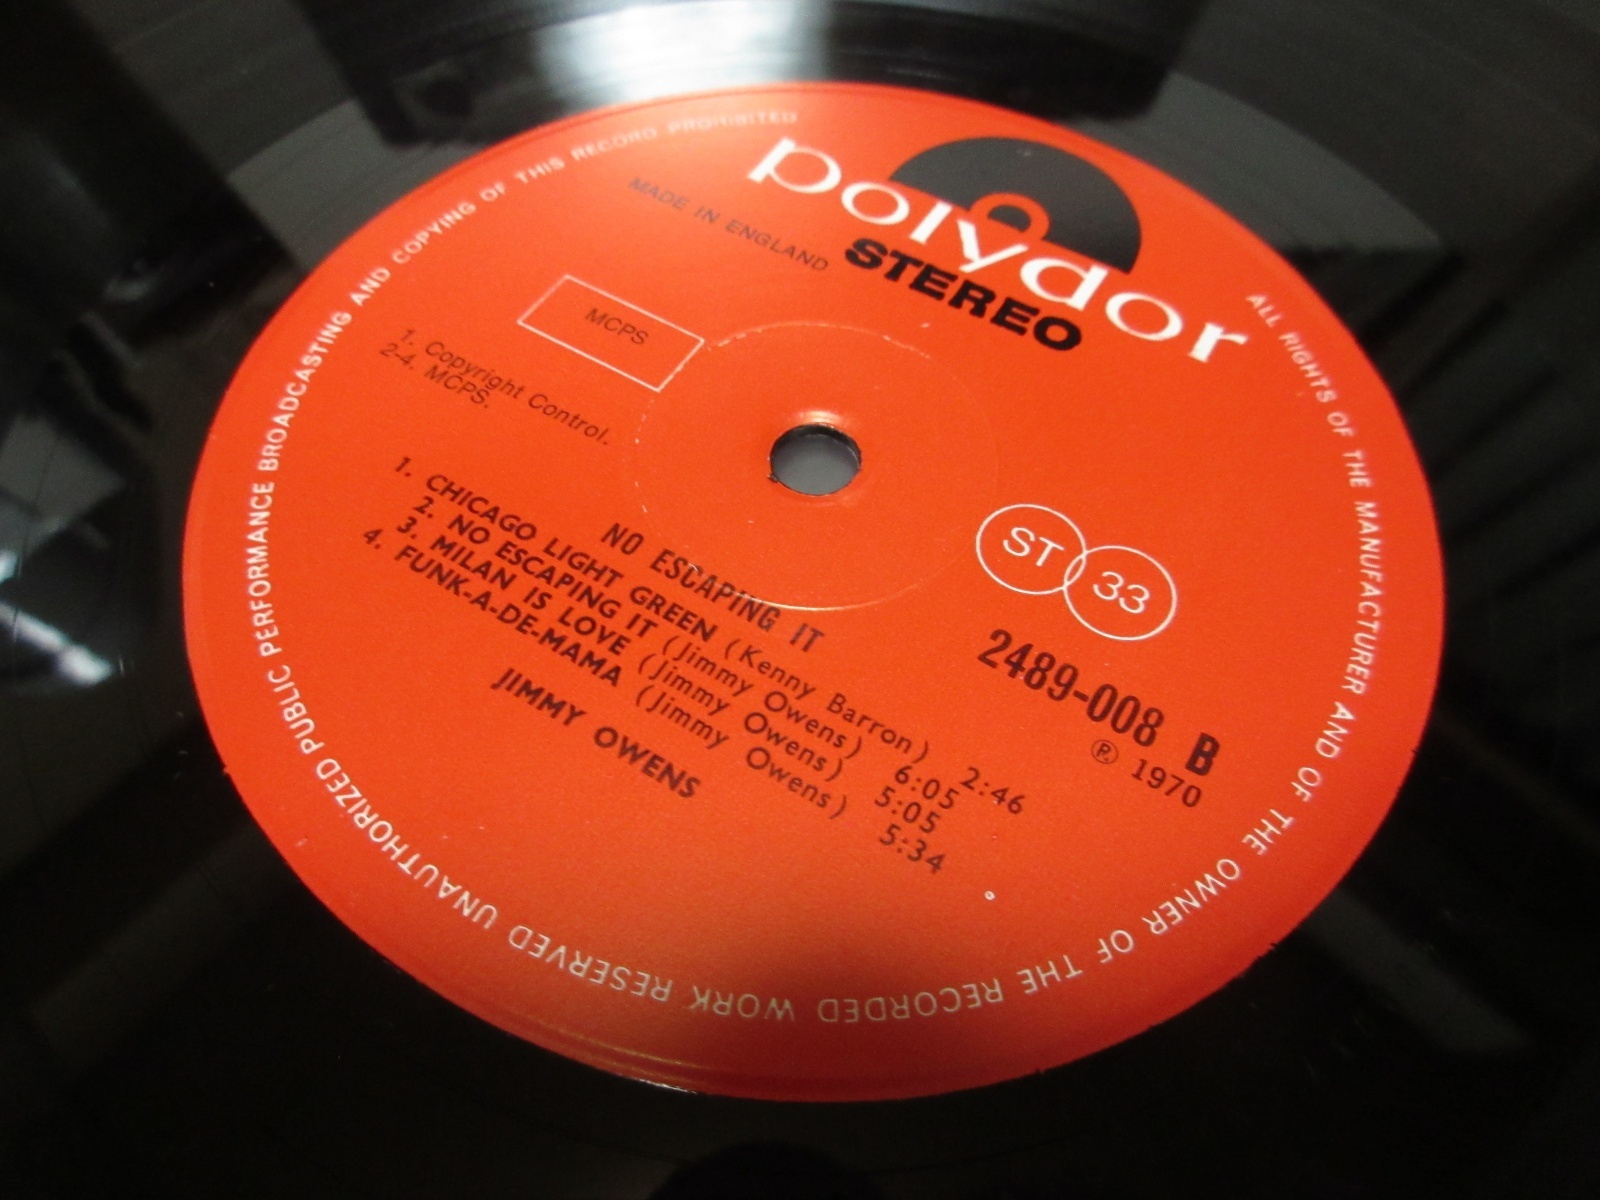 polydor
STEREO
MADE IN ENGLAND
MCPS
1. Copyright Control.
2-4. MCPS.
ST 33
2489-008 B
℗ 1970
NO ESCAPING IT
1. CHICAGO LIGHT GREEN (Kenny Barron) 2:46
2. NO ESCAPING IT (Jimmy Owens) 6:05
3. MILAN IS LOVE (Jimmy Owens) 5:05
4. FUNK-A-DE-MAMA (Jimmy Owens) 5:34
JIMMY OWENS
ALL RIGHTS OF THE MANUFACTURER AND OF THE OWNER OF THE RECORDED WORK RESERVED UNAUTHORIZED PUBLIC PERFORMANCE BROADCASTING AND COPYING OF THIS RECORD PROHIBITED